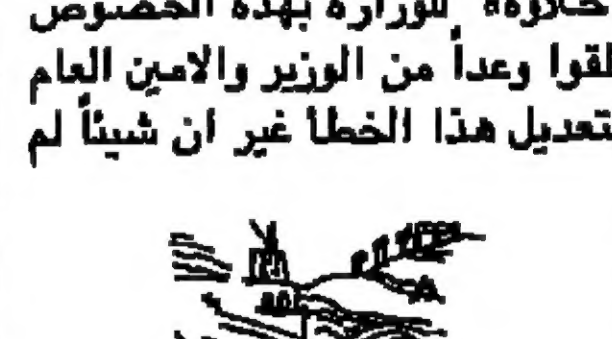 للوزارة بهذه الخصوص
لقوا وعداً من الوزير والامين العام
تعديل هذا الخطأ غير ان شيئاً لم